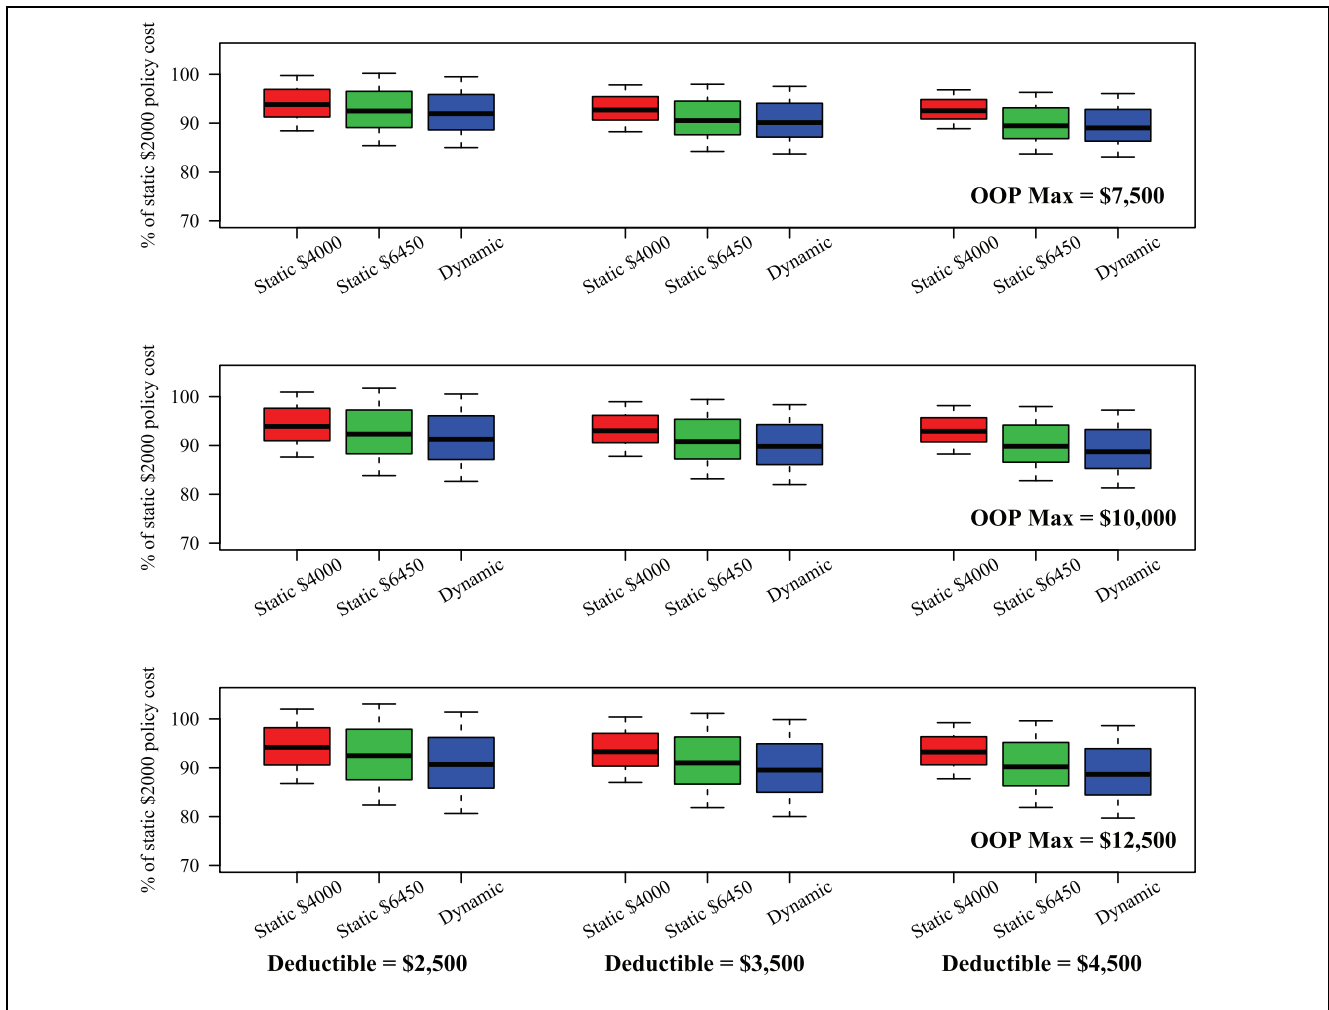 % of static $2000 policy cost
100
90
80
70
OOP Max = $7,500
Static $4000 Static $6450 Dynamic Static $4000 Static $6450 Dynamic Static $4000 Static $6450 Dynamic
% of static $2000 policy cost
100
90
80
70
OOP Max = $10,000
Static $4000 Static $6450 Dynamic Static $4000 Static $6450 Dynamic Static $4000 Static $6450 Dynamic
% of static $2000 policy cost
100
90
80
70
OOP Max = $12,500
Static $4000 Static $6450 Dynamic Static $4000 Static $6450 Dynamic Static $4000 Static $6450 Dynamic
Deductible = $2,500 Deductible = $3,500 Deductible = $4,500